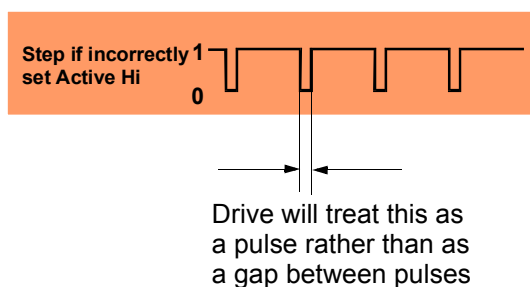 Step if incorrectly 1
set Active Hi
0
Drive will treat this as
a pulse rather than as
a gap between pulses